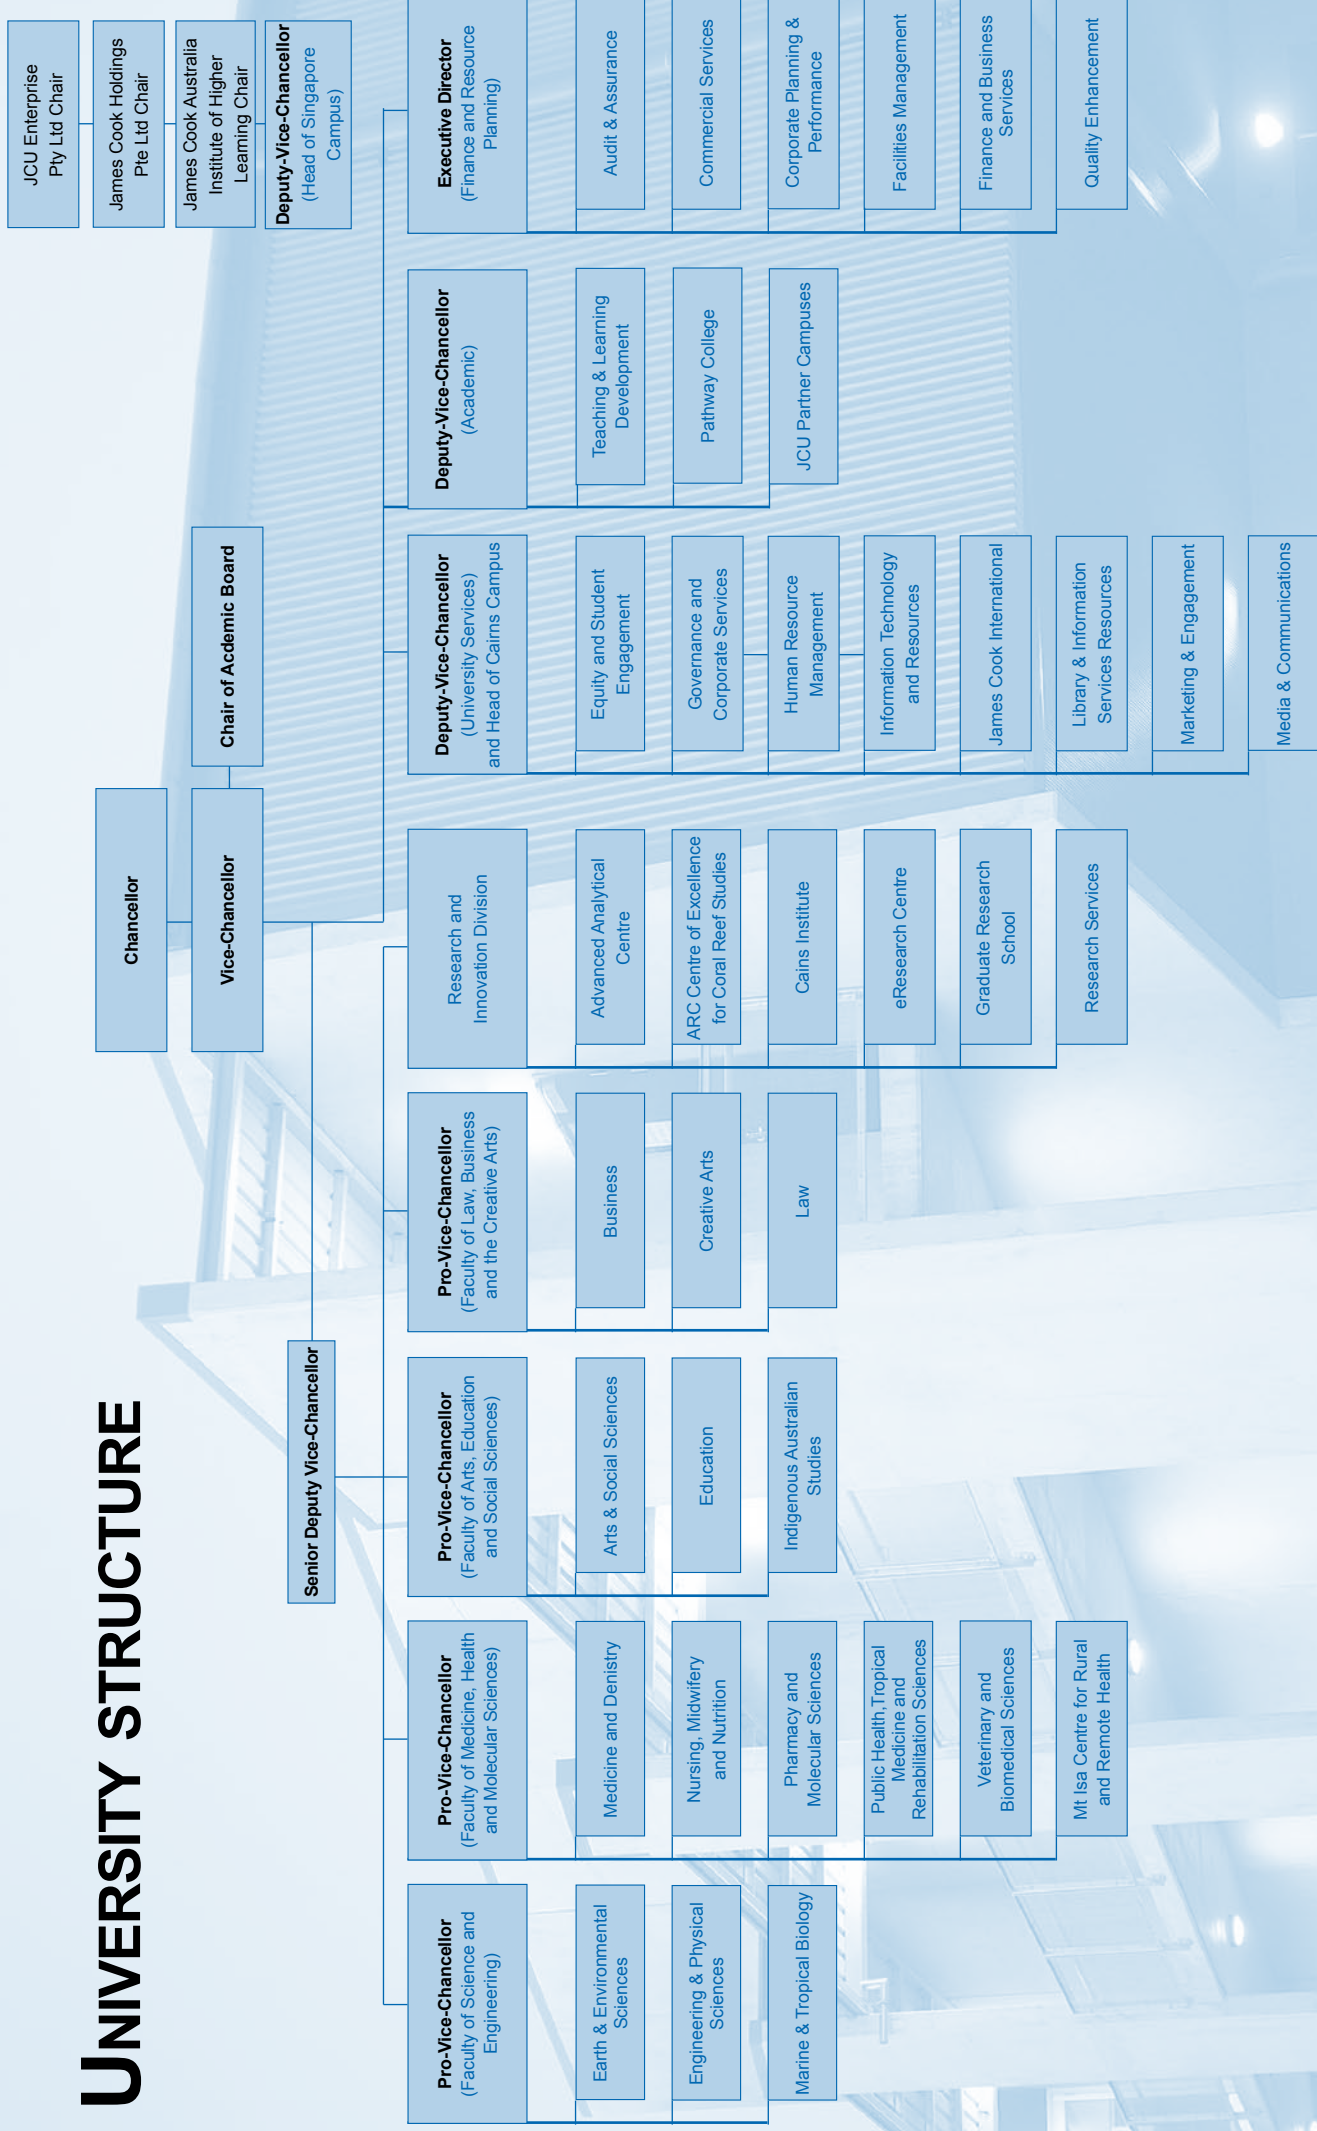 UNIVERSITY STRUCTURE
Chancellor
Vice-Chancellor
Chair of Acdemic Board
JCU Enterprise
Pty Ltd Chair
James Cook Holdings
Pte Ltd Chair
James Cook Australia
Institute of Higher
Learning Chair
Deputy-Vice-Chancellor
(Head of Singapore
Campus)
Senior Deputy Vice-Chancellor
Pro-Vice-Chancellor
(Faculty of Science and
Engineering)
Earth & Environmental
Sciences
Engineering & Physical
Sciences
Marine & Tropical Biology
Pro-Vice-Chancellor
(Faculty of Medicine, Health
and Molecular Sciences)
Medicine and Denistry
Nursing, Midwifery
and Nutrition
Pharmacy and
Molecular Sciences
Public Health,Tropical
Medicine and
Rehabilitation Sciences
Veterinary and
Biomedical Sciences
Mt Isa Centre for Rural
and Remote Health
Pro-Vice-Chancellor
(Faculty of Arts, Education
and Social Sciences)
Arts & Social Sciences
Education
Indigenous Australian
Studies
Pro-Vice-Chancellor
(Faculty of Law, Business
and the Creative Arts)
Business
Creative Arts
Law
Research and
Innovation Division
Advanced Analytical
Centre
ARC Centre of Excellence
for Coral Reef Studies
Cains Institute
eResearch Centre
Graduate Research
School
Research Services
Deputy-Vice-Chancellor
(University Services)
and Head of Cairns Campus
Equity and Student
Engagement
Governance and
Corporate Services
Human Resource
Management
Information Technology
and Resources
James Cook International
Library & Information
Services Resources
Marketing & Engagement
Media & Communications
Deputy-Vice-Chancellor
(Academic)
Teaching & Learning
Development
Pathway College
JCU Partner Campuses
Executive Director
(Finance and Resource
Planning)
Audit & Assurance
Commercial Services
Corporate Planning &
Performance
Facilities Management
Finance and Business
Services
Quality Enhancement